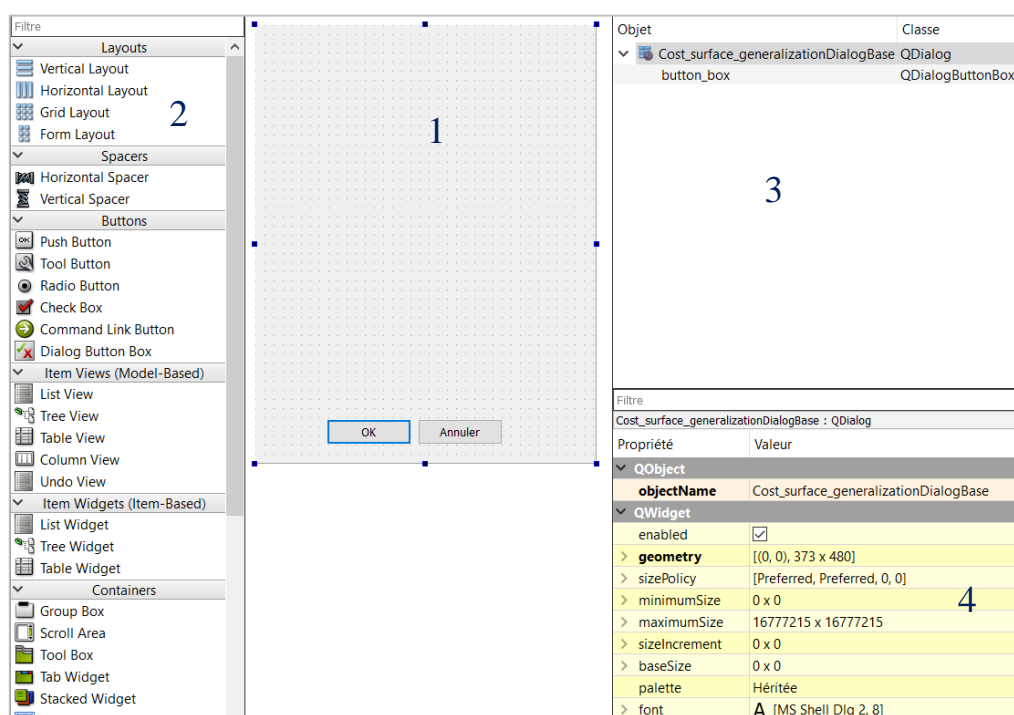 Filtre
Layouts
Vertical Layout
Horizontal Layout
Grid Layout
Form Layout
Spacers
Horizontal Spacer
Vertical Spacer
Buttons
OK Push Button
Tool Button
Radio Button
Check Box
Command Link Button
Dialog Button Box
Item Views (Model-Based)
List View
Tree View
Table View
Column View
Undo View
Item Widgets (Item-Based)
List Widget
Tree Widget
Table Widget
Containers
Group Box
Scroll Area
Tool Box
Tab Widget
Stacked Widget
2
1
OK Annuler
Objet Classe
Cost_surface_generalizationDialogBase QDialog
button_box QDialogButtonBox
3
Filtre
Cost_surface_generalizationDialogBase : QDialog
Propriété Valeur
QObject
objectName Cost_surface_generalizationDialogBase
QWidget
enabled
geometry [(0, 0), 373 x 480]
sizePolicy [Preferred, Preferred, 0, 0]
minimumSize 0 x 0
maximumSize 16777215 x 16777215
sizeIncrement 0 x 0
baseSize 0 x 0
palette Héritée
font A [MS Shell Dlg 2, 8]
4